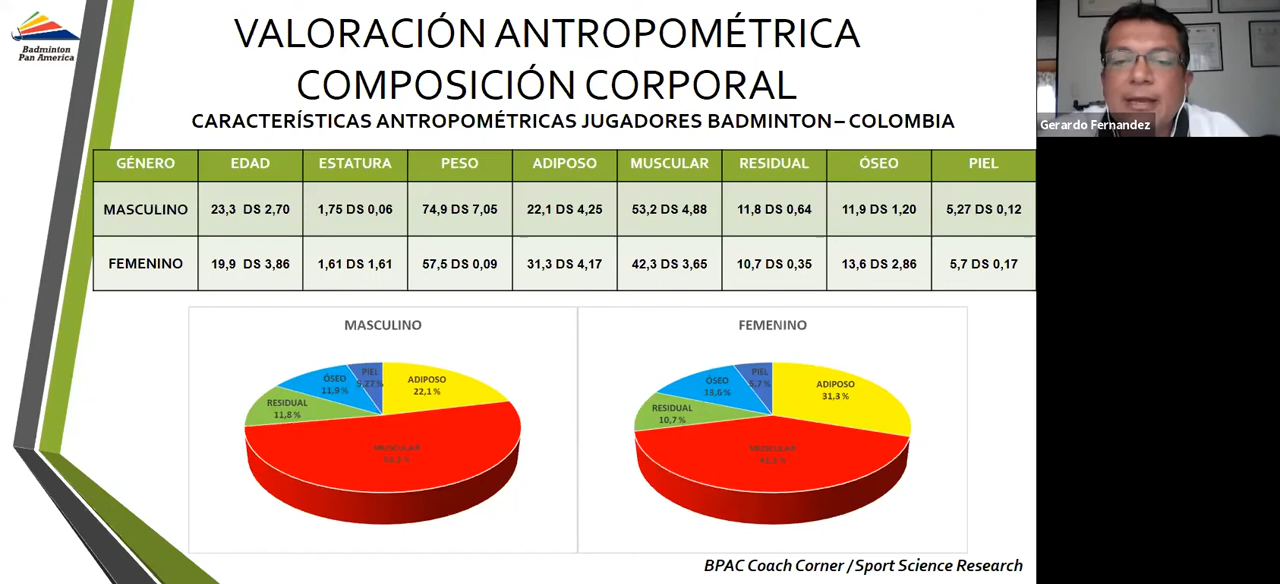 Badminton
Pan America
VALORACIÓN ANTROPOMÉTRICA
COMPOSICIÓN CORPORAL
CARACTERÍSTICAS ANTROPOMÉTRICAS JUGADORES BADMINTON – COLOMBIA
GÉNERO EDAD ESTATURA PESO ADIPOSO MUSCULAR RESIDUAL ÓSEO PIEL
MASCULINO 23,3 DS 2,70 1,75 DS 0,06 74,9 DS 7,05 22,1 DS 4,25 53,2 DS 4,88 11,8 DS 0,64 11,9 DS 1,20 5,27 DS 0,12
FEMENINO 19,9 DS 3,86 1,61 DS 1,61 57,5 DS 0,09 31,3 DS 4,17 42,3 DS 3,65 10,7 DS 0,35 13,6 DS 2,86 5,7 DS 0,17
MASCULINO
PIEL
5,27 %
ÓSEO
11,9 %
ADIPOSO
22,1 %
RESIDUAL
11,8 %
MUSCULAR
FEMENINO
PIEL
5,7 %
ÓSEO
13,6 %
ADIPOSO
31,3 %
RESIDUAL
10,7 %
MUSCULAR
BPAC Coach Corner / Sport Science Research
Gerardo Fernandez